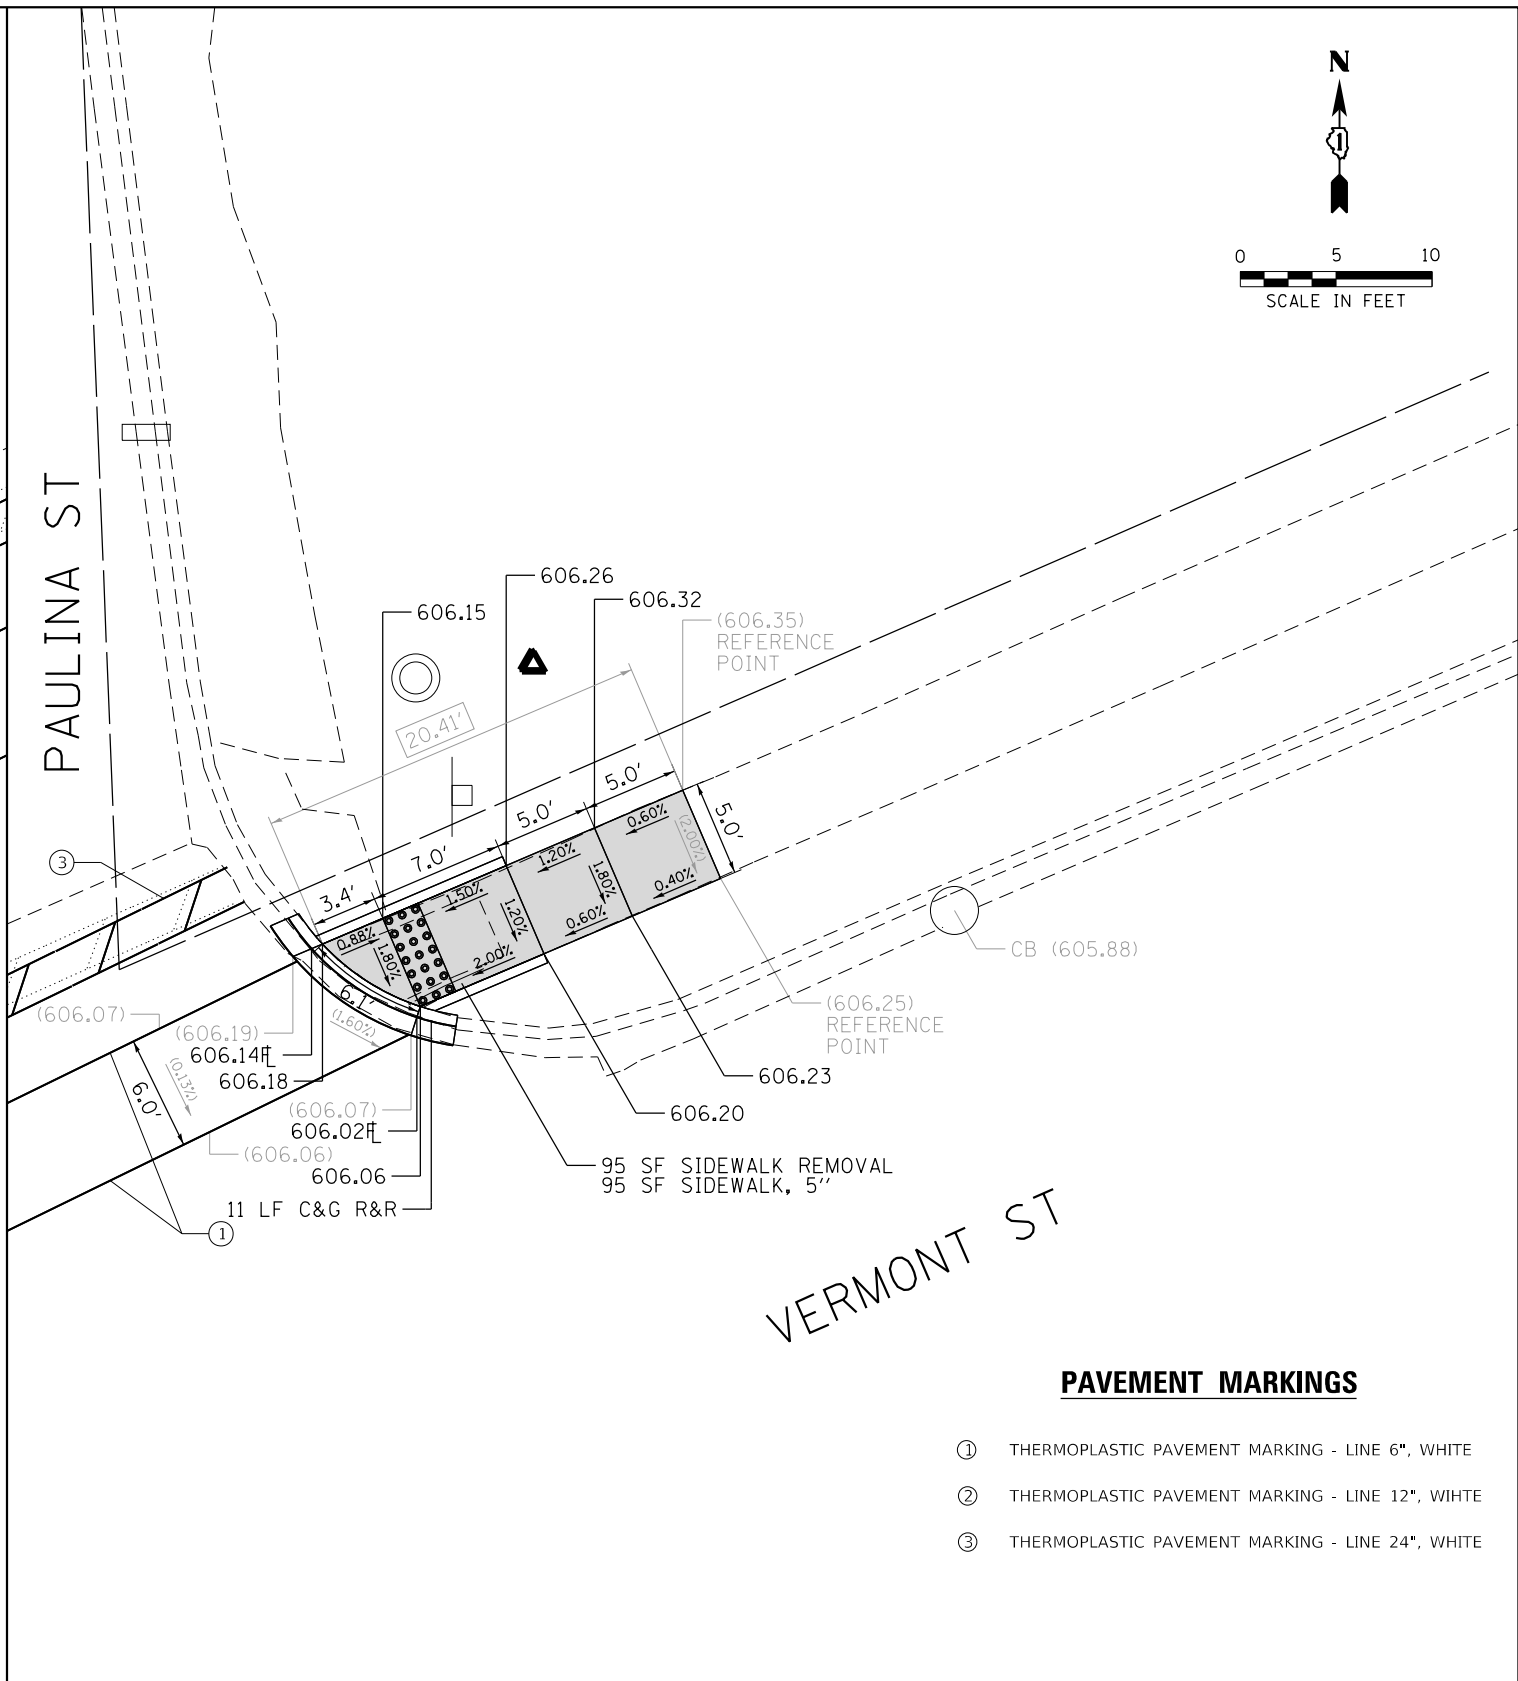 N
1
0 5 10
SCALE IN FEET
PAULINA ST
606.26
606.15
606.32
(606.35)
REFERENCE
POINT
20.41'
5.0'
5.0'
7.0'
3.4'
5.0'
0.60%
(2.00%)
1.20%
1.80%
0.40%
1.50%
1.20%
0.60%
0.88%
1.80%
2.00%
6.1'
(1.60%)
3
CB (605.88)
(606.07)
(606.19)
606.14FL
606.18
(0.13%)
6.0'
(606.07)
606.02FL
(606.06)
606.06
11 LF C&G R&R
1
(606.25)
REFERENCE
POINT
606.23
606.20
95 SF SIDEWALK REMOVAL
95 SF SIDEWALK, 5''
VERMONT ST
PAVEMENT MARKINGS
1 THERMOPLASTIC PAVEMENT MARKING - LINE 6", WHITE
2 THERMOPLASTIC PAVEMENT MARKING - LINE 12", WIHTE
3 THERMOPLASTIC PAVEMENT MARKING - LINE 24", WHITE